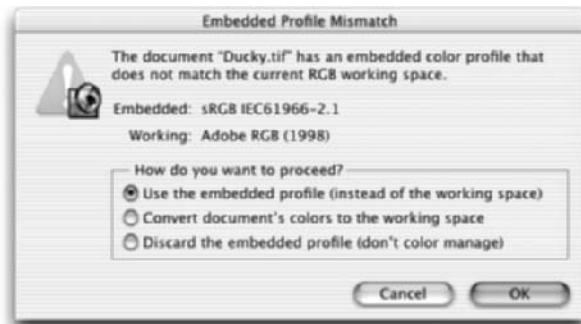 Embedded Profile Mismatch
The document "Ducky.tif" has an embedded color profile that
does not match the current RGB working space.
Embedded: sRGB IEC61966-2.1
Working: Adobe RGB (1998)
How do you want to proceed?
Use the embedded profile (instead of the working space)
Convert document's colors to the working space
Discard the embedded profile (don't color manage)
Cancel OK